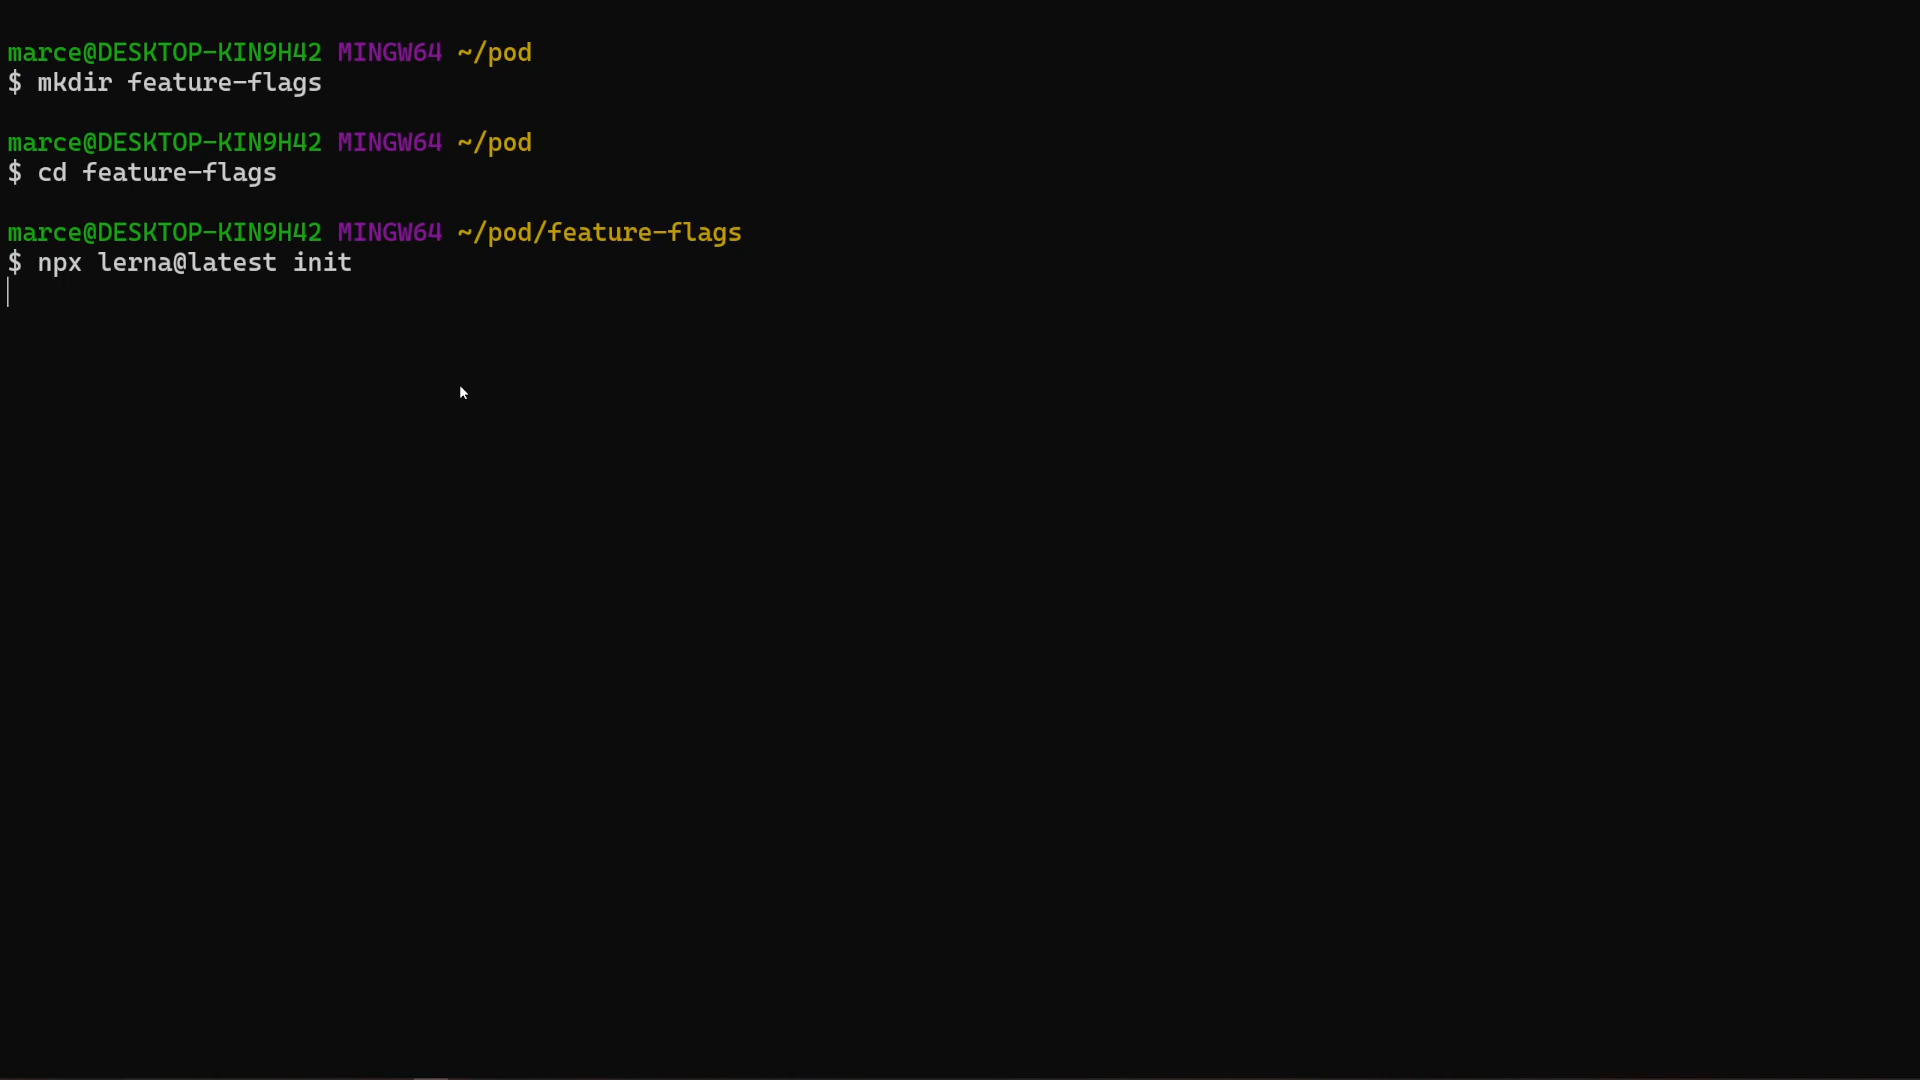 marce@DESKTOP-KIN9H42 MINGW64 ~/pod
$ mkdir feature-flags
marce@DESKTOP-KIN9H42 MINGW64 ~/pod
$ cd feature-flags
marce@DESKTOP-KIN9H42 MINGW64 ~/pod/feature-flags
$ npx lerna@latest init